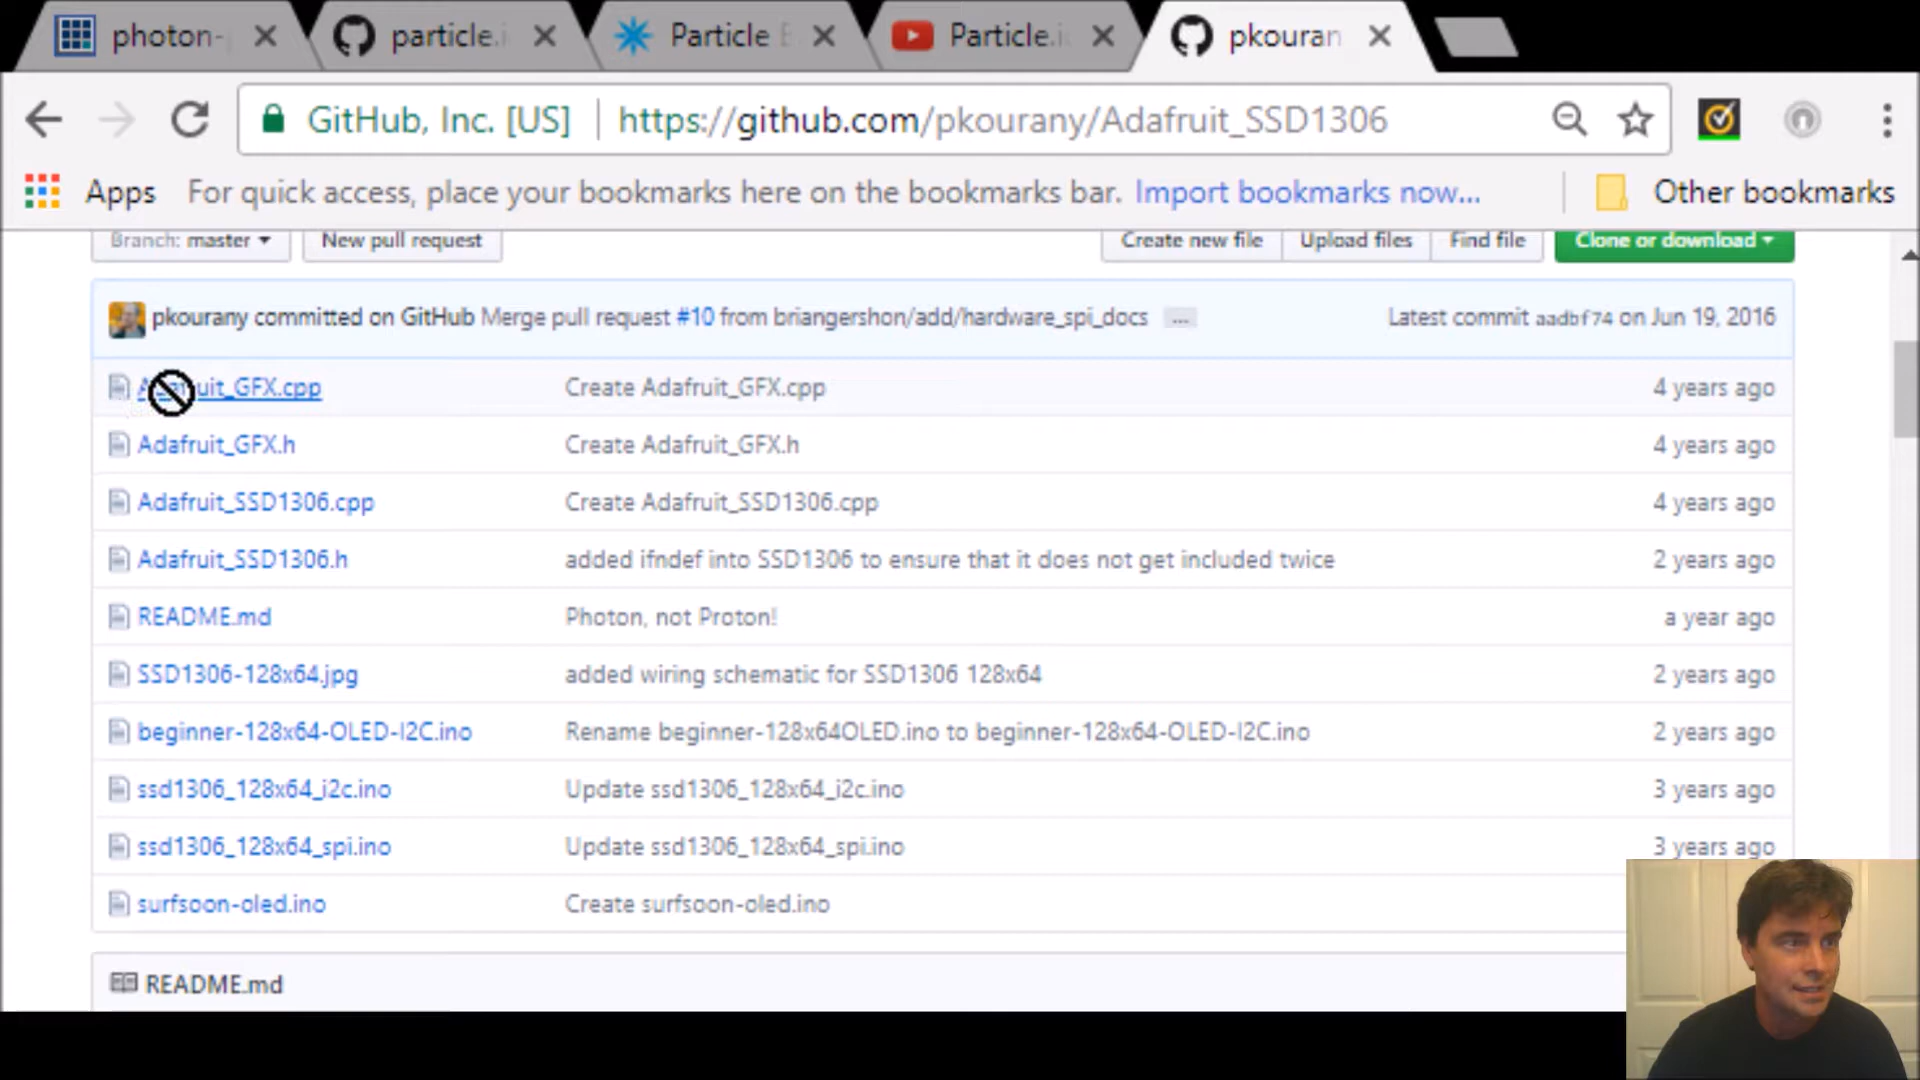 photon-
particle.i
Particle
Particle.i
pkouran
GitHub, Inc. [US] https://github.com/pkourany/Adafruit_SSD1306
Apps For quick access, place your bookmarks here on the bookmarks bar. Import bookmarks now... Other bookmarks
Branch: master New pull request Create new file Upload files Find file Clone or download
pkourany committed on GitHub Merge pull request #10 from briangershon/add/hardware_spi_docs ... Latest commit aadbf74 on Jun 19, 2016
Adafruit_GFX.cpp Create Adafruit_GFX.cpp 4 years ago
Adafruit_GFX.h Create Adafruit_GFX.h 4 years ago
Adafruit_SSD1306.cpp Create Adafruit_SSD1306.cpp 4 years ago
Adafruit_SSD1306.h added ifndef into SSD1306 to ensure that it does not get included twice 2 years ago
README.md Photon, not Proton! a year ago
SSD1306-128x64.jpg added wiring schematic for SSD1306 128x64 2 years ago
beginner-128x64-OLED-I2C.ino Rename beginner-128x64OLED.ino to beginner-128x64-OLED-I2C.ino 2 years ago
ssd1306_128x64_i2c.ino Update ssd1306_128x64_i2c.ino 3 years ago
ssd1306_128x64_spi.ino Update ssd1306_128x64_spi.ino 3 years ago
surfsoon-oled.ino Create surfsoon-oled.ino
README.md